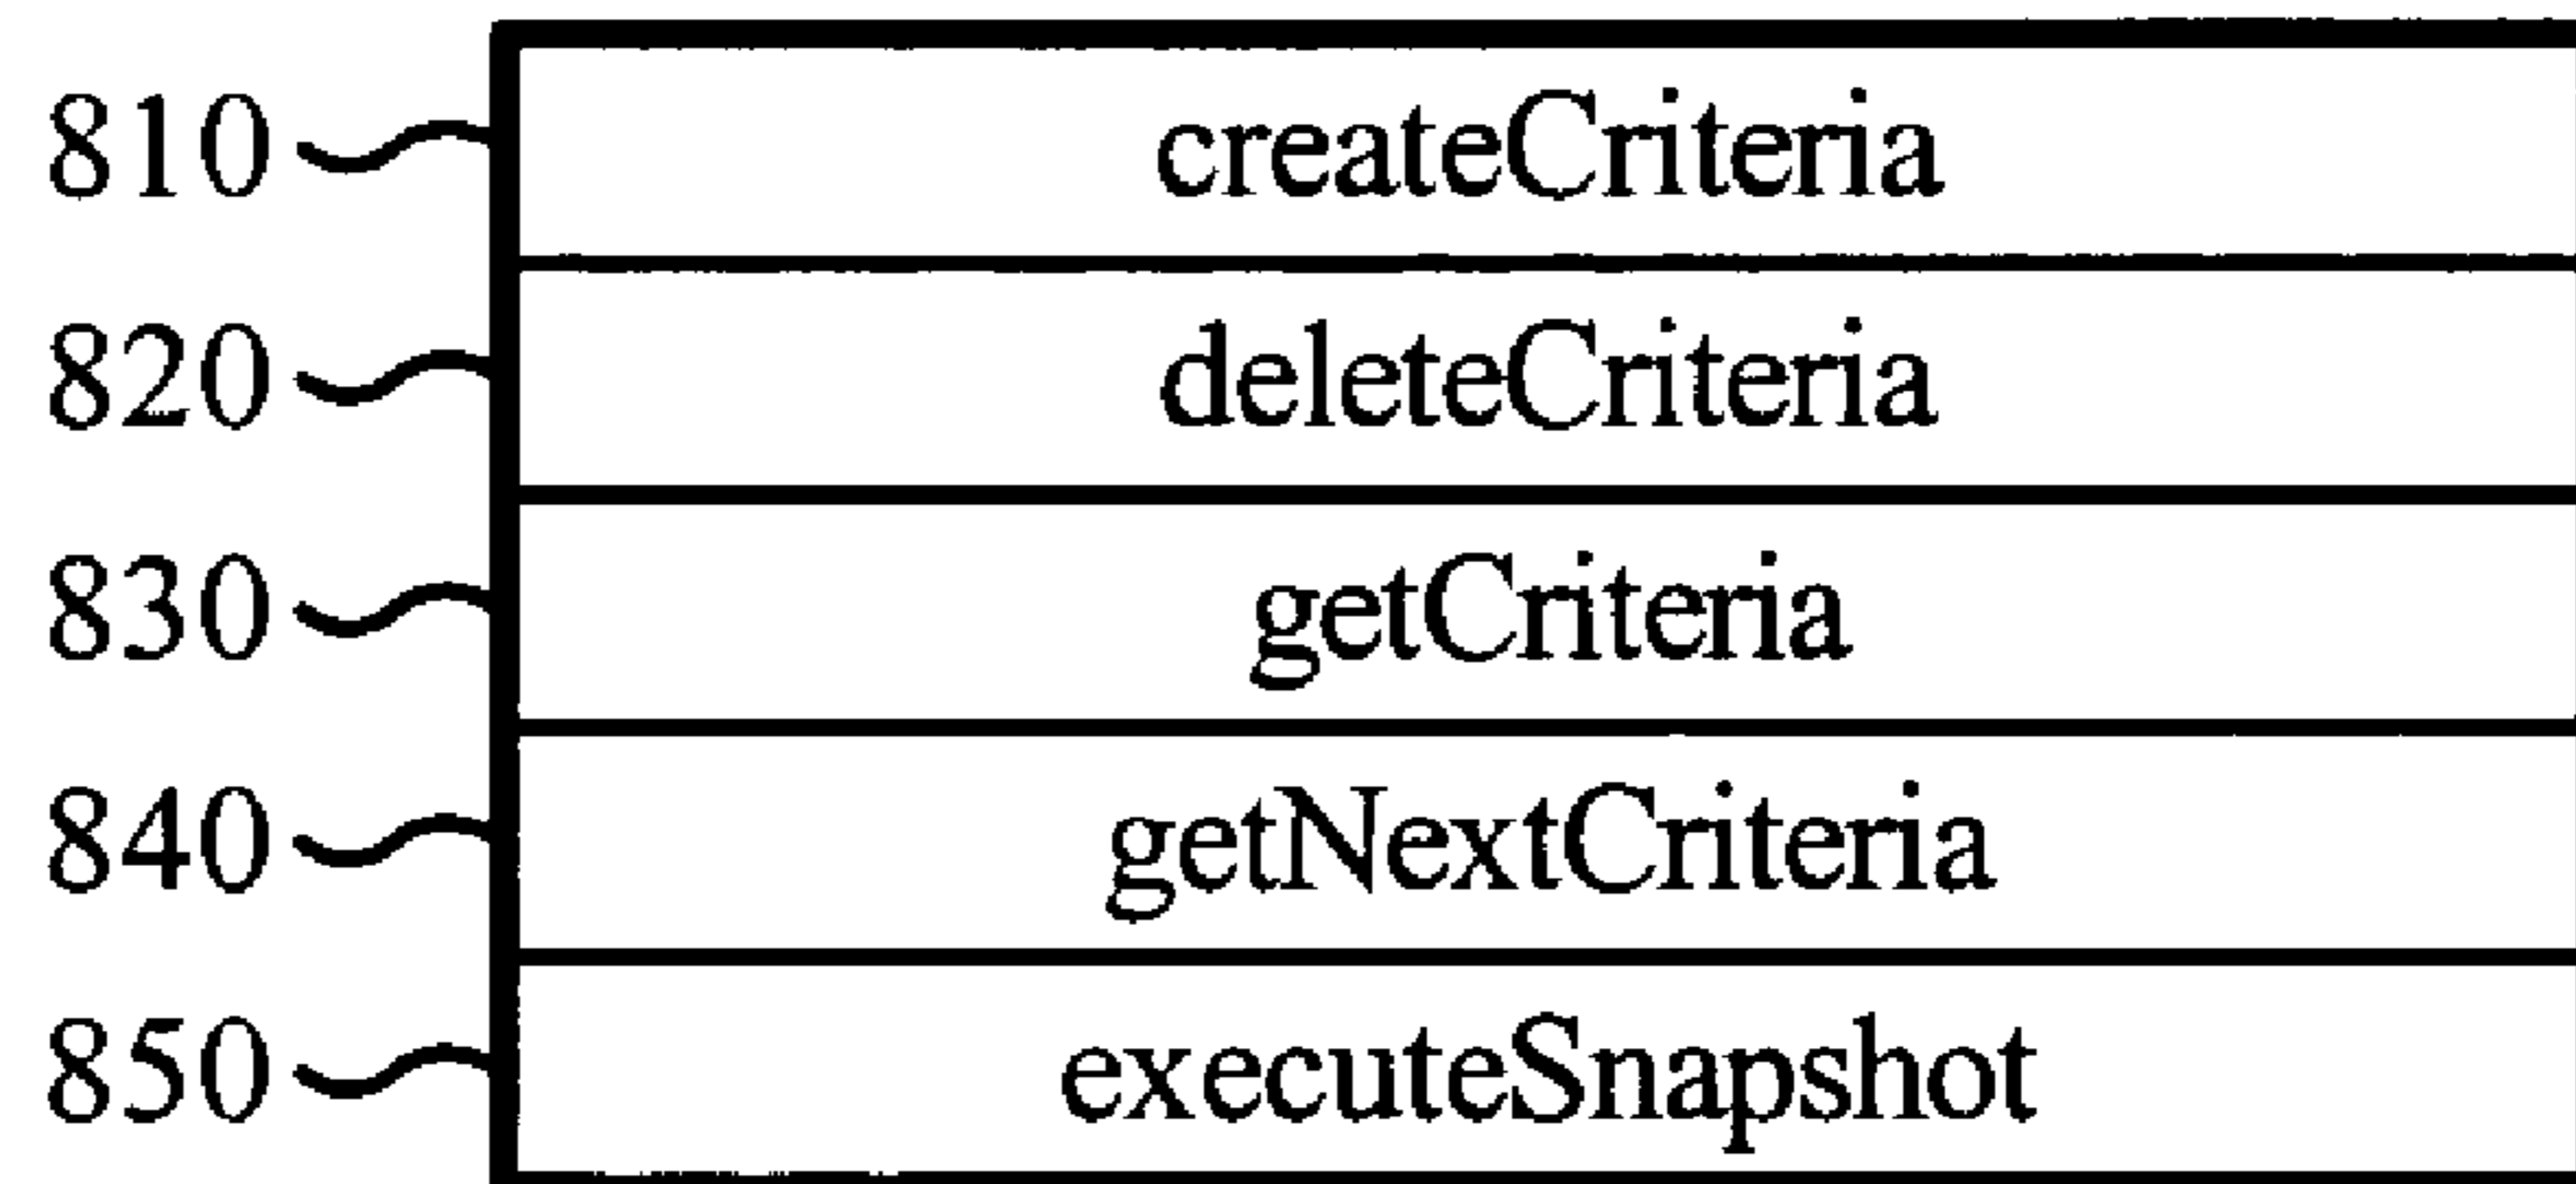 810 createCriteria
820 deleteCriteria
830 getCriteria
840 getNextCriteria
850 executeSnapshot